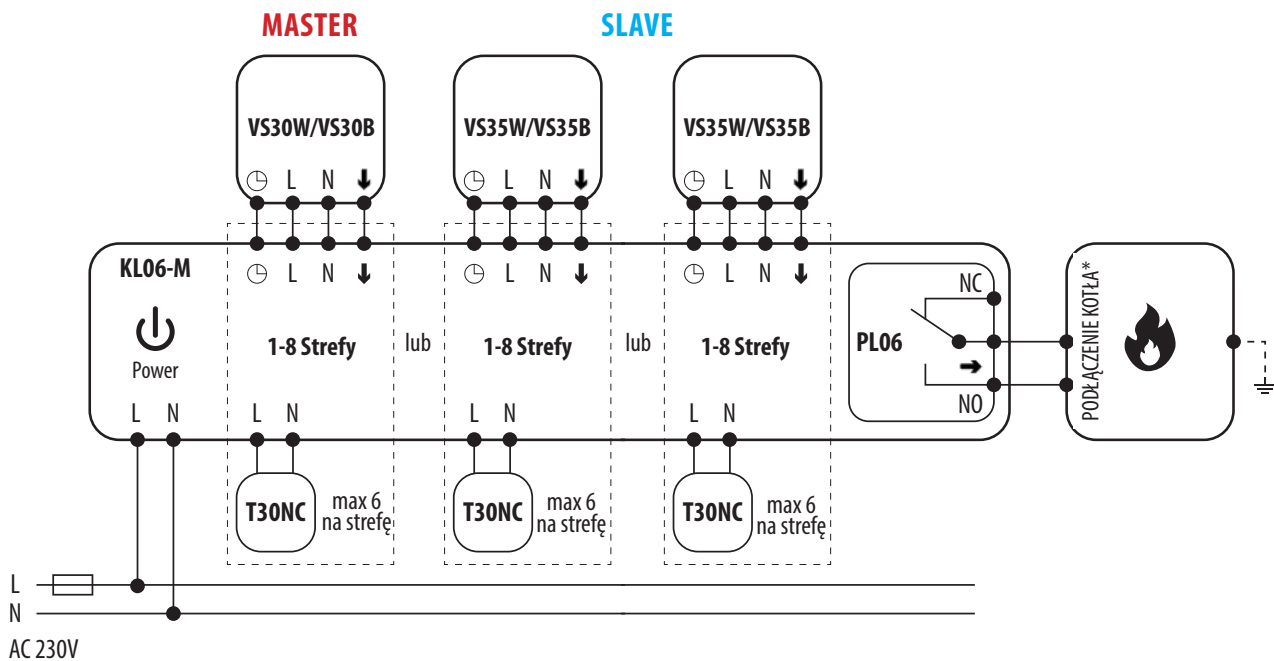 MASTER
SLAVE
VS30W/VS30B
VS35W/VS35B
VS35W/VS35B
L N
L N
L N
KL06-M
L N
L N
L N
NC
Power
1-8 Strefy
lub
1-8 Strefy
lub
1-8 Strefy
PL06
NO
PODŁĄCZENIE KOTŁA*
L N
L N
L N
L N
T30NC
max 6
na strefę
T30NC
max 6
na strefę
T30NC
max 6
na strefę
L
N
AC 230V